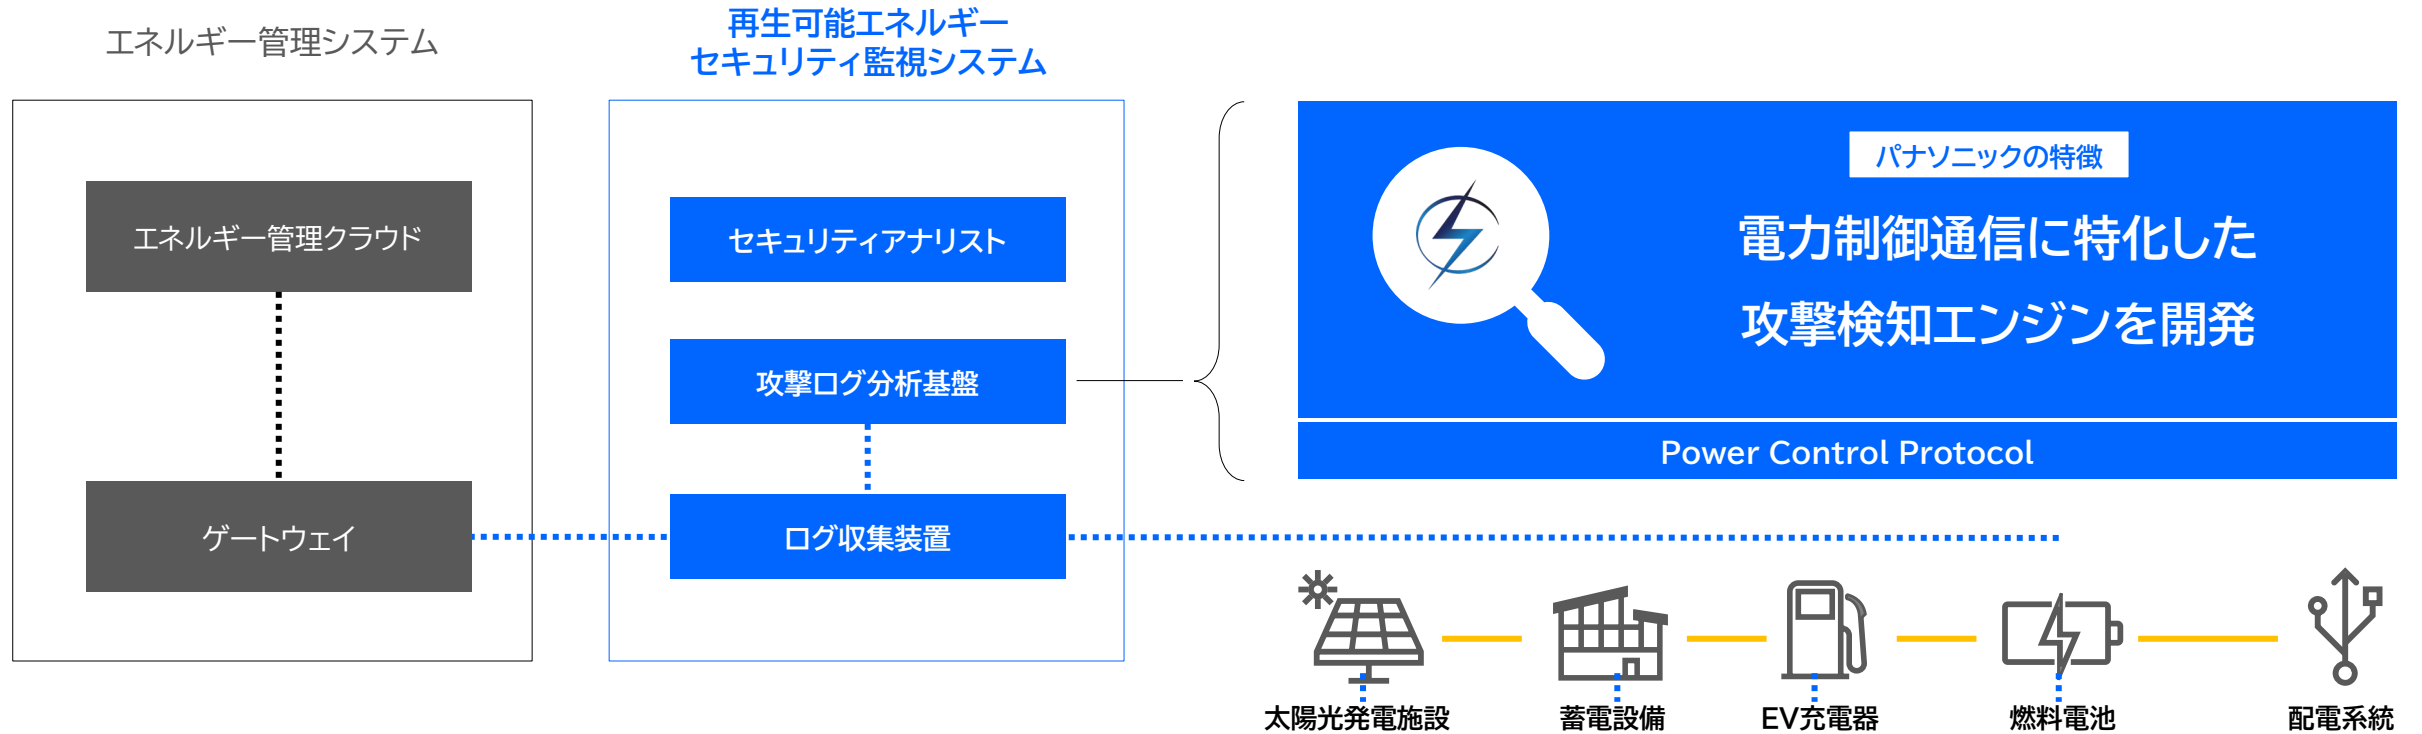 エネルギー管理システム
再生可能エネルギー
セキュリティ監視システム
エネルギー管理クラウド
ゲートウェイ
セキュリティアナリスト
攻撃ログ分析基盤
ログ収集装置
パナソニックの特徴
電力制御通信に特化した
攻撃検知エンジンを開発
Power Control Protocol
太陽光発電施設
蓄電設備
EV充電器
燃料電池
配電系統